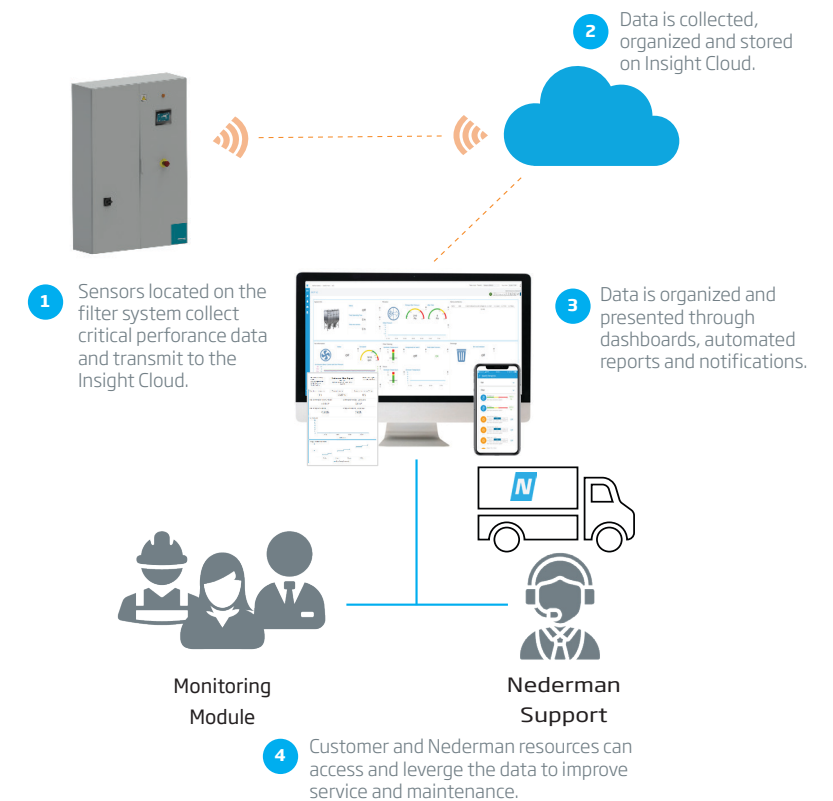 2
Data is collected,
organized and stored
on Insight Cloud.
1
Sensors located on the
filter system collect
critical perforance data
and transmit to the
Insight Cloud.
3
Data is organized and
presented through
dashboards, automated
reports and notifications.
N
Monitoring
Module
Nederman
Support
4
Customer and Nederman resources can
access and leverge the data to improve
service and maintenance.